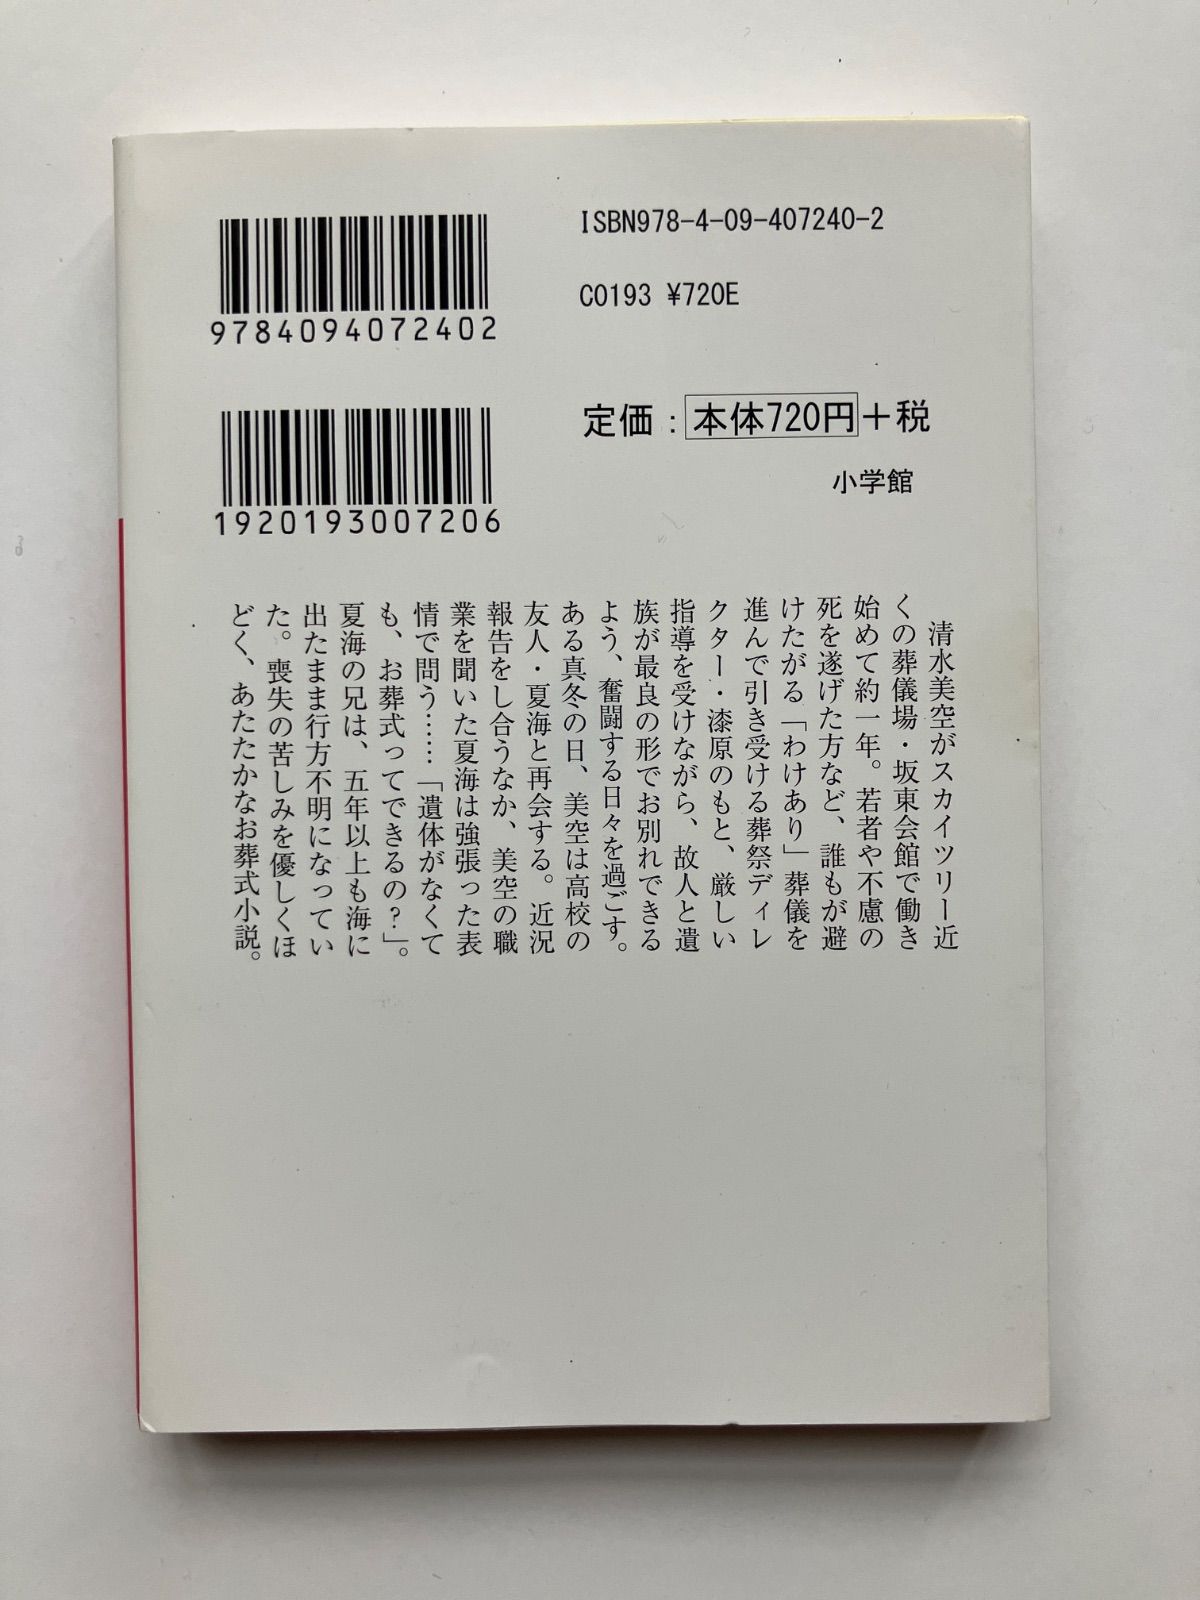 9784094072402
ISBN978-4-09-407240-2
C0193 ¥720E
1920193007206
定価：本体720円＋税
小学館
清水美空がスカイツリー近
くの葬儀場・坂東会館で働き
始めて約一年。若者や不慮の
死を遂げた方など、誰もが避
けたがる「わけあり」葬儀を
進んで引き受ける葬祭ディレ
クター・漆原のもと、厳しい
指導を受けながら、故人と遺
族が最良の形でお別れできる
よう、奮闘する日々を過ごす。
ある真冬の日、美空は高校の
友人・夏海と再会する。近況
報告をし合うなか、美空の職
業を聞いた夏海は強張った表
情で問う……「遺体がなくて
も、お葬式ってできるの？」。
夏海の兄は、五年以上も海に
出たまま行方不明になってい
た。喪失の苦しみを優しくほ
どく、あたたかなお葬式小説。